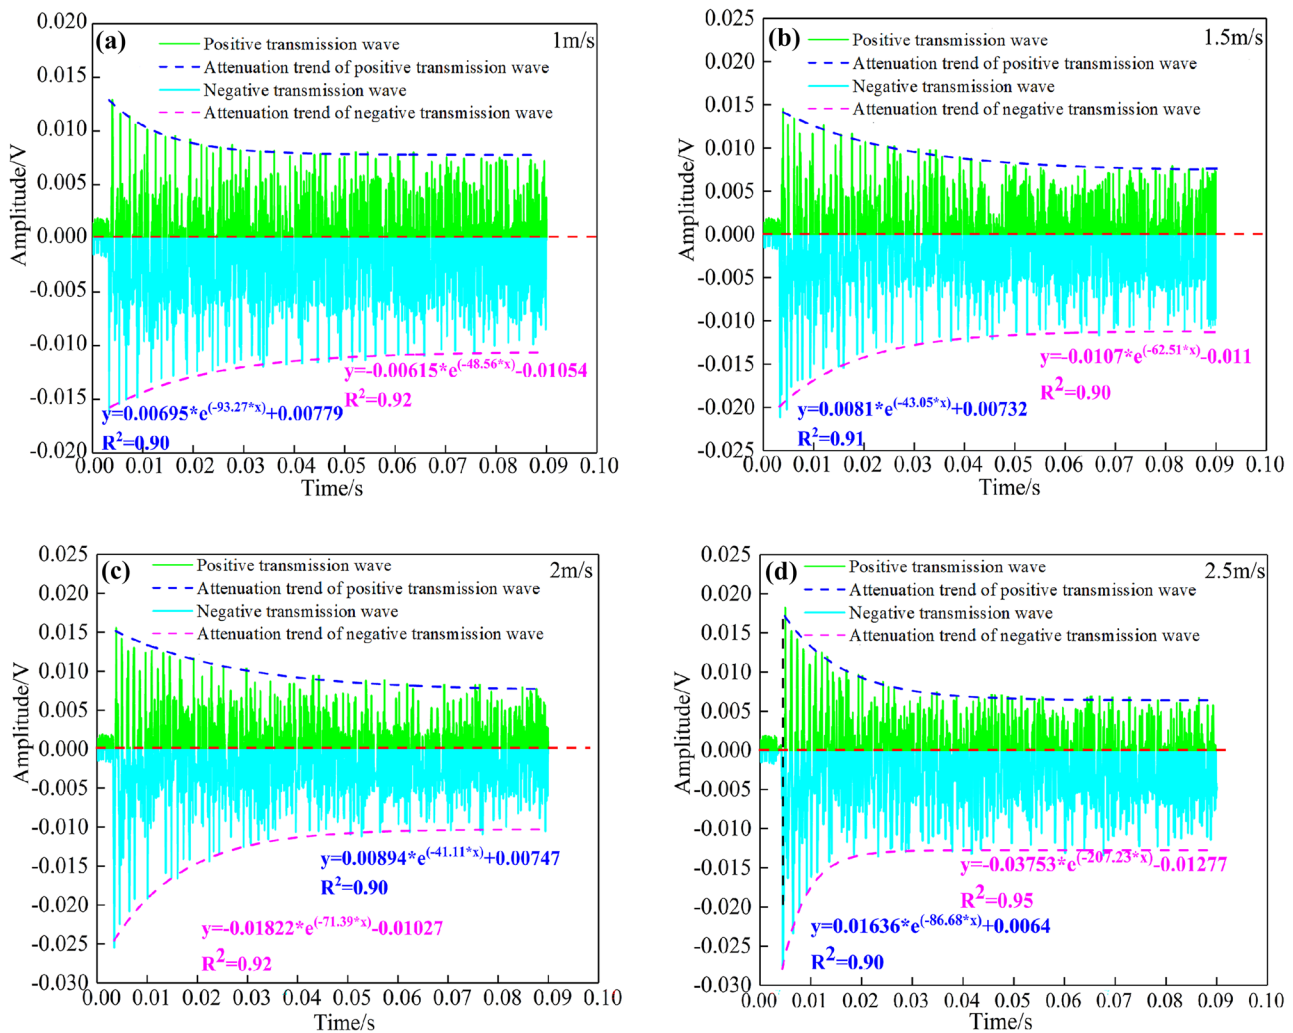 (a)
1m/s
Positive transmission wave
Attenuation trend of positive transmission wave
Negative transmission wave
Attenuation trend of negative transmission wave
0.020
0.015
0.010
0.005
0.000
-0.005
-0.010
-0.015
-0.020
Amplitude/V
y=-0.00615*e(-48.56*x)-0.01054
R2=0.92
y=0.00695*e(-93.27*x)+0.00779
R2=0.90
0.00 0.01 0.02 0.03 0.04 0.05 0.06 0.07 0.08 0.09 0.10
Time/s
(b)
1.5m/s
Positive transmission wave
Attenuation trend of positive transmission wave
Negative transmission wave
Attenuation trend of negative transmission wave
0.025
0.020
0.015
0.010
0.005
0.000
-0.005
-0.010
-0.015
-0.020
-0.025
Amplitude/V
y=-0.0107*e(-62.51*x)-0.011
R2=0.90
y=0.0081*e(-43.05*x)+0.00732
R2=0.91
0.00 0.01 0.02 0.03 0.04 0.05 0.06 0.07 0.08 0.09 0.10
Time/s
(c)
2m/s
Positive transmission wave
Attenuation trend of positive transmission wave
Negative transmission wave
Attenuation trend of negative transmission wave
0.025
0.020
0.015
0.010
0.005
0.000
-0.005
-0.010
-0.015
-0.020
-0.025
-0.030
Amplitude/V
y=0.00894*e(-41.11*x)+0.00747
R2=0.90
y=-0.01822*e(-71.39*x)-0.01027
R2=0.92
0.00 0.01 0.02 0.03 0.04 0.05 0.06 0.07 0.08 0.09 0.10
Time/s
(d)
2.5m/s
Positive transmission wave
Attenuation trend of positive transmission wave
Negative transmission wave
Attenuation trend of negative transmission wave
0.025
0.020
0.015
0.010
0.005
0.000
-0.005
-0.010
-0.015
-0.020
-0.025
-0.030
Amplitude/V
y=-0.03753*e(-207.23*x)-0.01277
R2=0.95
y=0.01636*e(-86.68*x)+0.0064
R2=0.90
0.00 0.01 0.02 0.03 0.04 0.05 0.06 0.07 0.08 0.09 0.10
Time/s